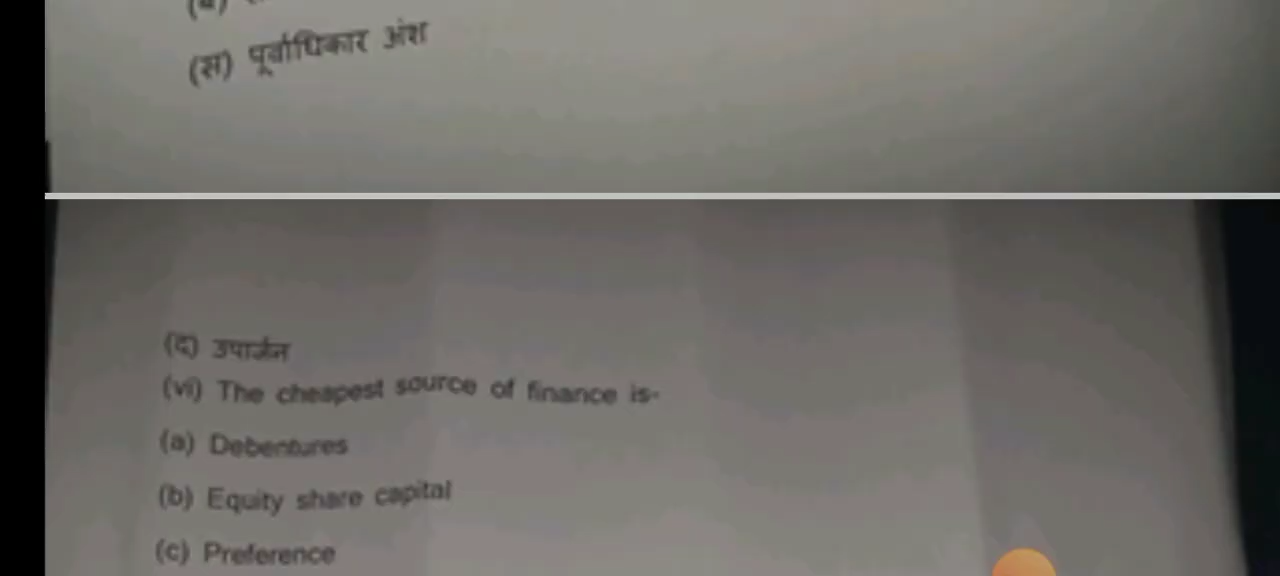 (स) पूर्वाधिकार अंश
(द) उपार्जन
(vi) The cheapest source of finance is-
(a) Debentures
(b) Equity share capital
(c) Preference